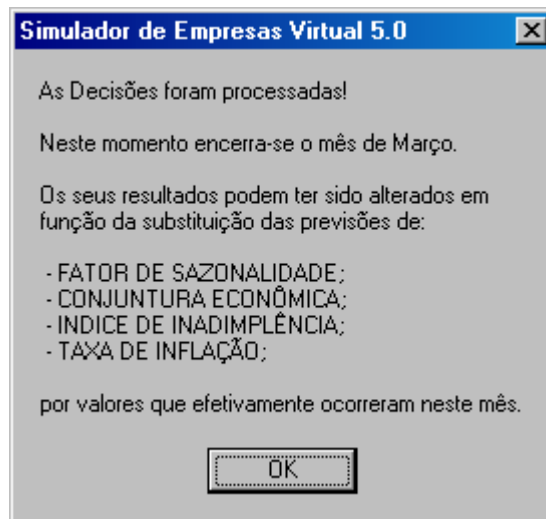 Simulador de Empresas Virtual 5.0
As Decisões foram processadas!
Neste momento encerra-se o mês de Março.
Os seus resultados podem ter sido alterados em
função da substituição das previsões de:
- FATOR DE SAZONALIDADE;
- CONJUNTURA ECONÔMICA;
- INDICE DE INADIMPLÊNCIA;
- TAXA DE INFLAÇÃO;
por valores que efetivamente ocorreram neste mês.
OK